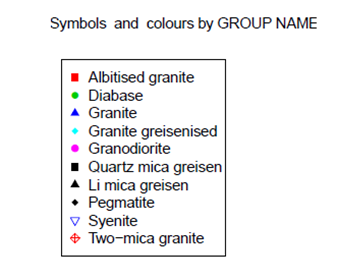 Symbols and colours by GROUP NAME
Albitised granite
Diabase
Granite
Granite greisenised
Granodiorite
Quartz mica greisen
Li mica greisen
Pegmatite
Syenite
Two−mica granite